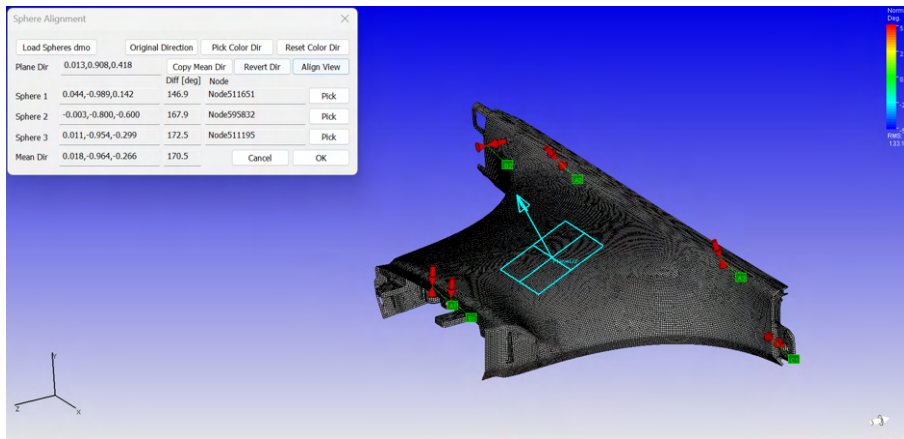 Sphere Alignment
Load Spheres dmo Original Direction Pick Color Dir Reset Color Dir
Plane Dir 0.013,0.908,0.418 Copy Mean Dir Revert Dir Align View
Diff [deg] Node
Sphere 1 0.044,-0.989,0.142 146.9 Node511651 Pick
Sphere 2 -0.003,-0.800,-0.600 167.9 Node595832 Pick
Sphere 3 0.011,-0.954,-0.299 172.5 Node511195 Pick
Mean Dir 0.018,-0.964,-0.266 170.5 Cancel OK
Norm
Deg.
RMS:
133.
Y
Z
X